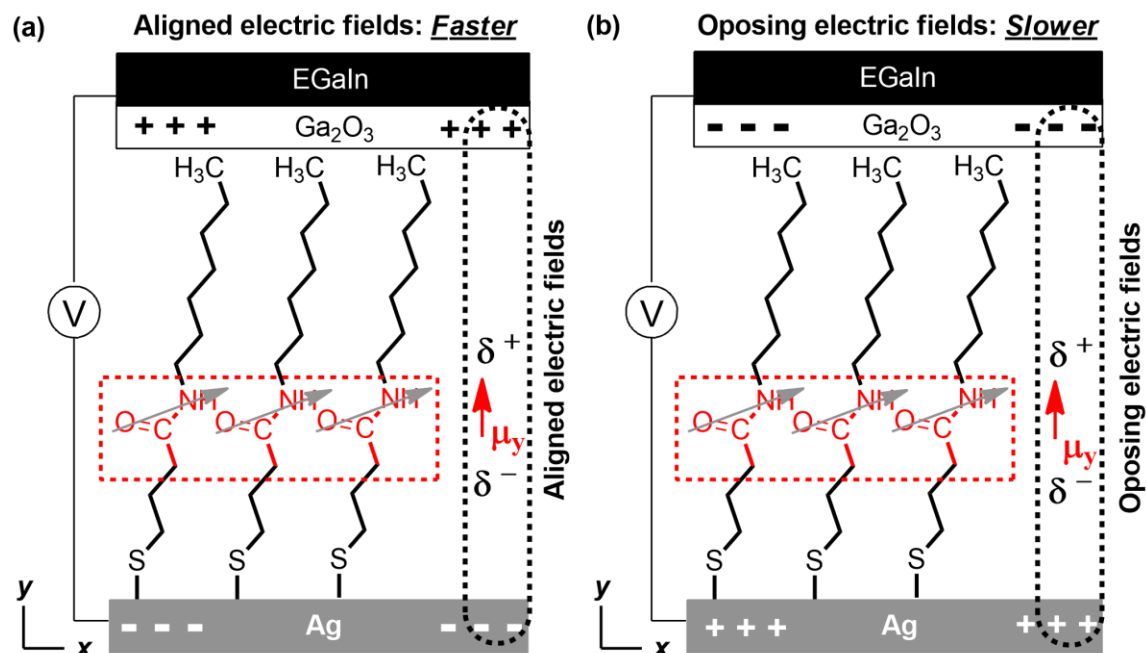 (a) Aligned electric fields: Faster
EGaIn
+ + + Ga₂O₃ + + +
H₃C H₃C H₃C
V
δ +
NH NH NH
O=C O=C O=C
μy
δ −
Aligned electric fields
S S S
- - - Ag - - -
y
x
(b) Oposing electric fields: Slower
EGaIn
- - - Ga₂O₃ - - -
H₃C H₃C H₃C
V
δ +
NH NH NH
O=C O=C O=C
μy
δ −
Oposing electric fields
S S S
+ + + Ag + + +
y
x